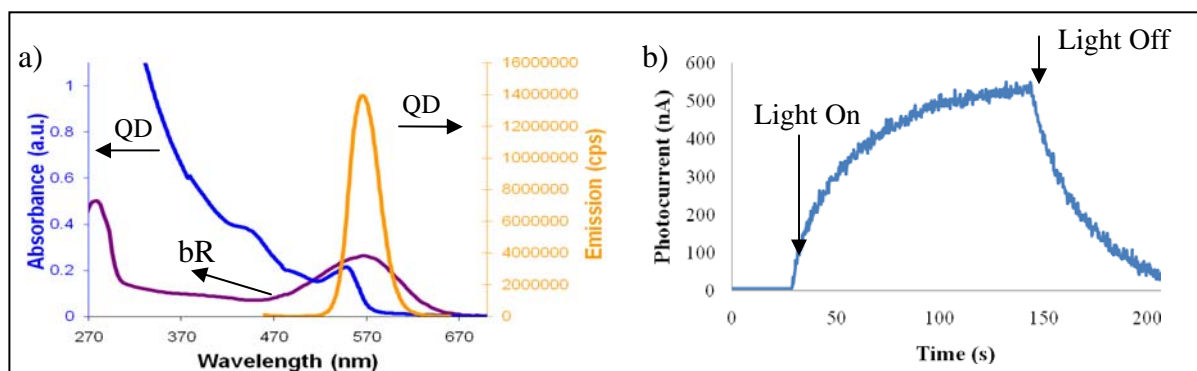 a)
QD
QD
bR
Absorbance (a.u.)
1
0.8
0.6
0.4
0.2
0
270
370
470
570
670
Wavelength (nm)
16000000
14000000
12000000
10000000
8000000
6000000
4000000
2000000
0
Emission (cps)
b)
Light Off
Light On
Photocurrent (nA)
600
500
400
300
200
100
0
0
50
100
150
200
Time (s)